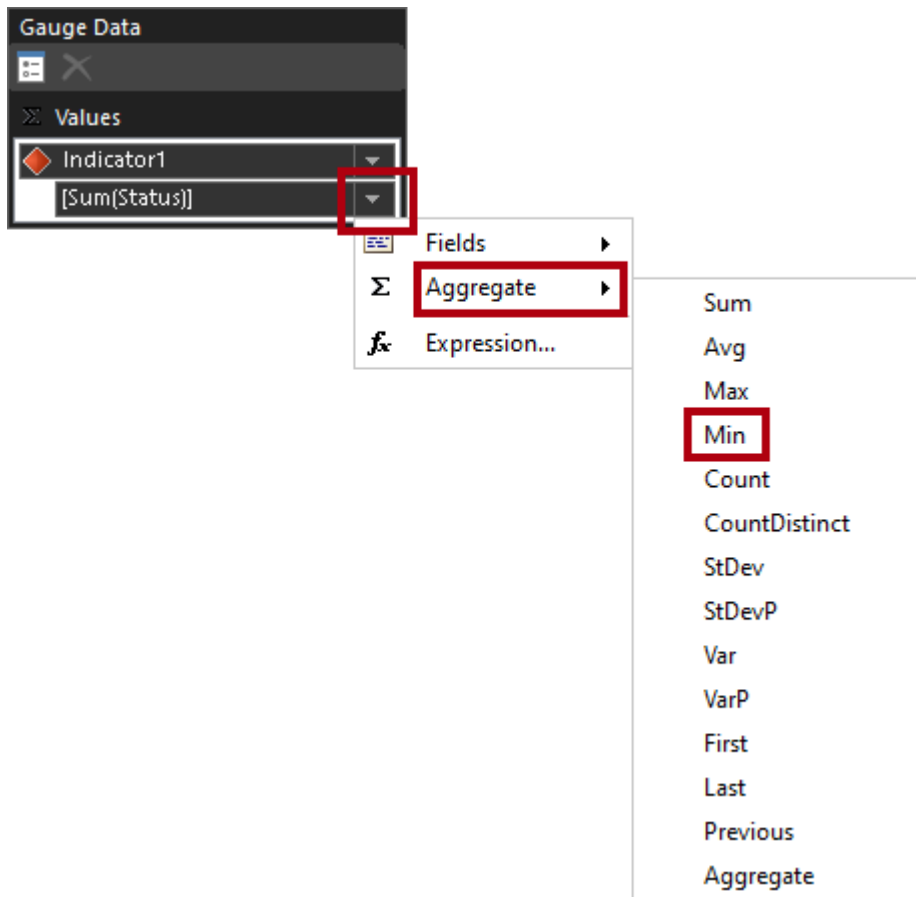 Gauge Data
Values
Indicator1
[Sum(Status)]
Fields
Σ Aggregate
fx Expression...
Sum
Avg
Max
Min
Count
CountDistinct
StDev
StDevP
Var
VarP
First
Last
Previous
Aggregate